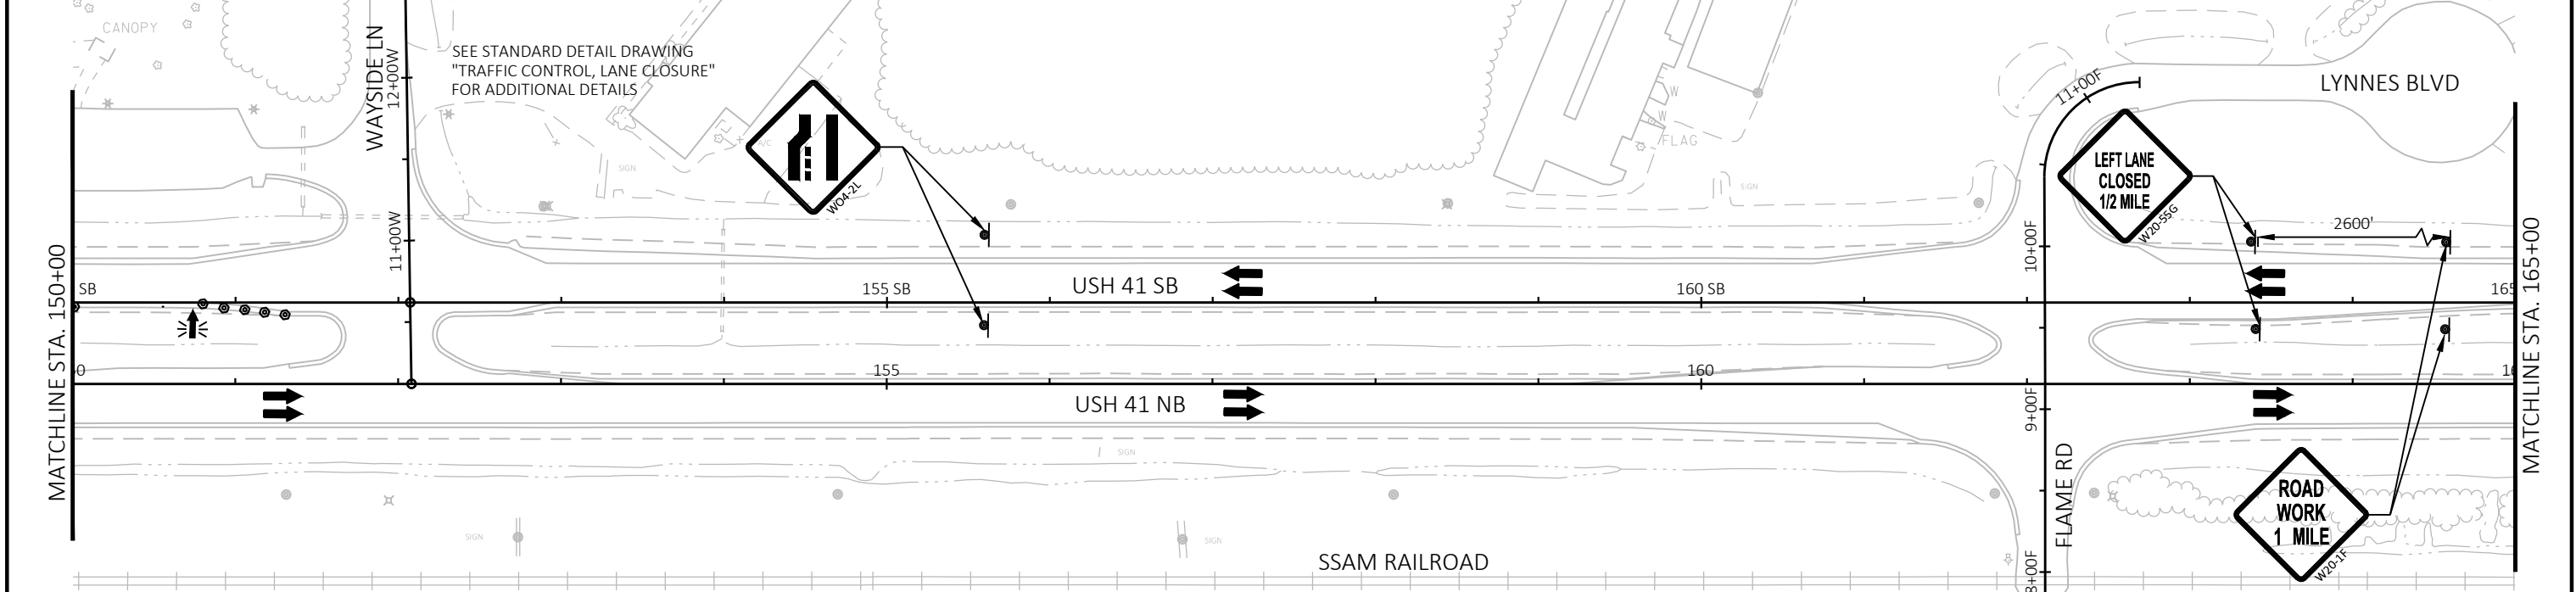 CANOPY
WAYSIDE LN
12+00W
11+00W
SEE STANDARD DETAIL DRAWING
"TRAFFIC CONTROL, LANE CLOSURE"
FOR ADDITIONAL DETAILS
A/C
WO4-2L
SIGN
W
W
FLAG
SIGN
11+00F
LYNNES BLVD
LEFT LANE
CLOSED
1/2 MILE
W20-5SG
2600'
10+00F
MATCHLINE STA. 150+00
MATCHLINE STA. 165+00
SB
155 SB
USH 41 SB
160 SB
165
0
155
160
16
USH 41 NB
9+00F
SIGN
FLAME RD
ROAD
WORK
1 MILE
W20-1F
SIGN
SIGN
SSAM RAILROAD
8+00F